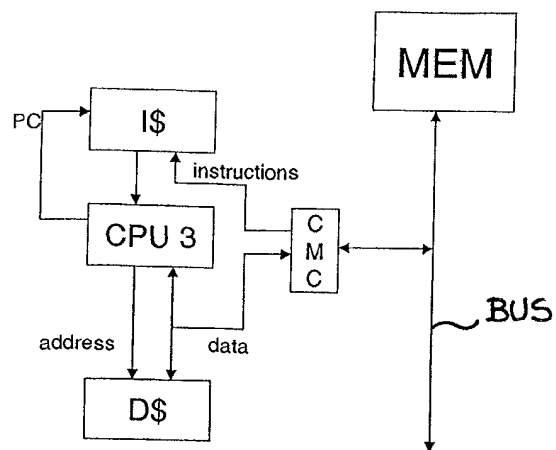 MEM
PC
I$
instructions
CPU 3
C
M
C
BUS
address
data
D$